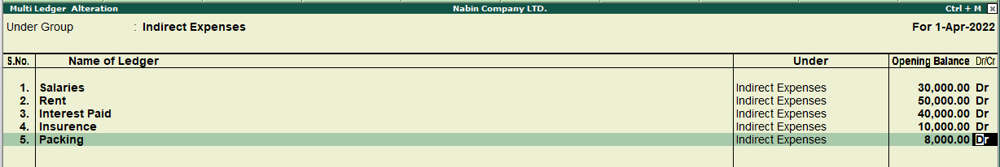 Multi Ledger Alteration Nabin Company LTD. Ctrl + M
Under Group : Indirect Expenses For 1-Apr-2022
S.No. Name of Ledger Under Opening Balance Dr/Cr
1. Salaries Indirect Expenses 30,000.00 Dr
2. Rent Indirect Expenses 50,000.00 Dr
3. Interest Paid Indirect Expenses 40,000.00 Dr
4. Insurence Indirect Expenses 10,000.00 Dr
5. Packing Indirect Expenses 8,000.00 Dr